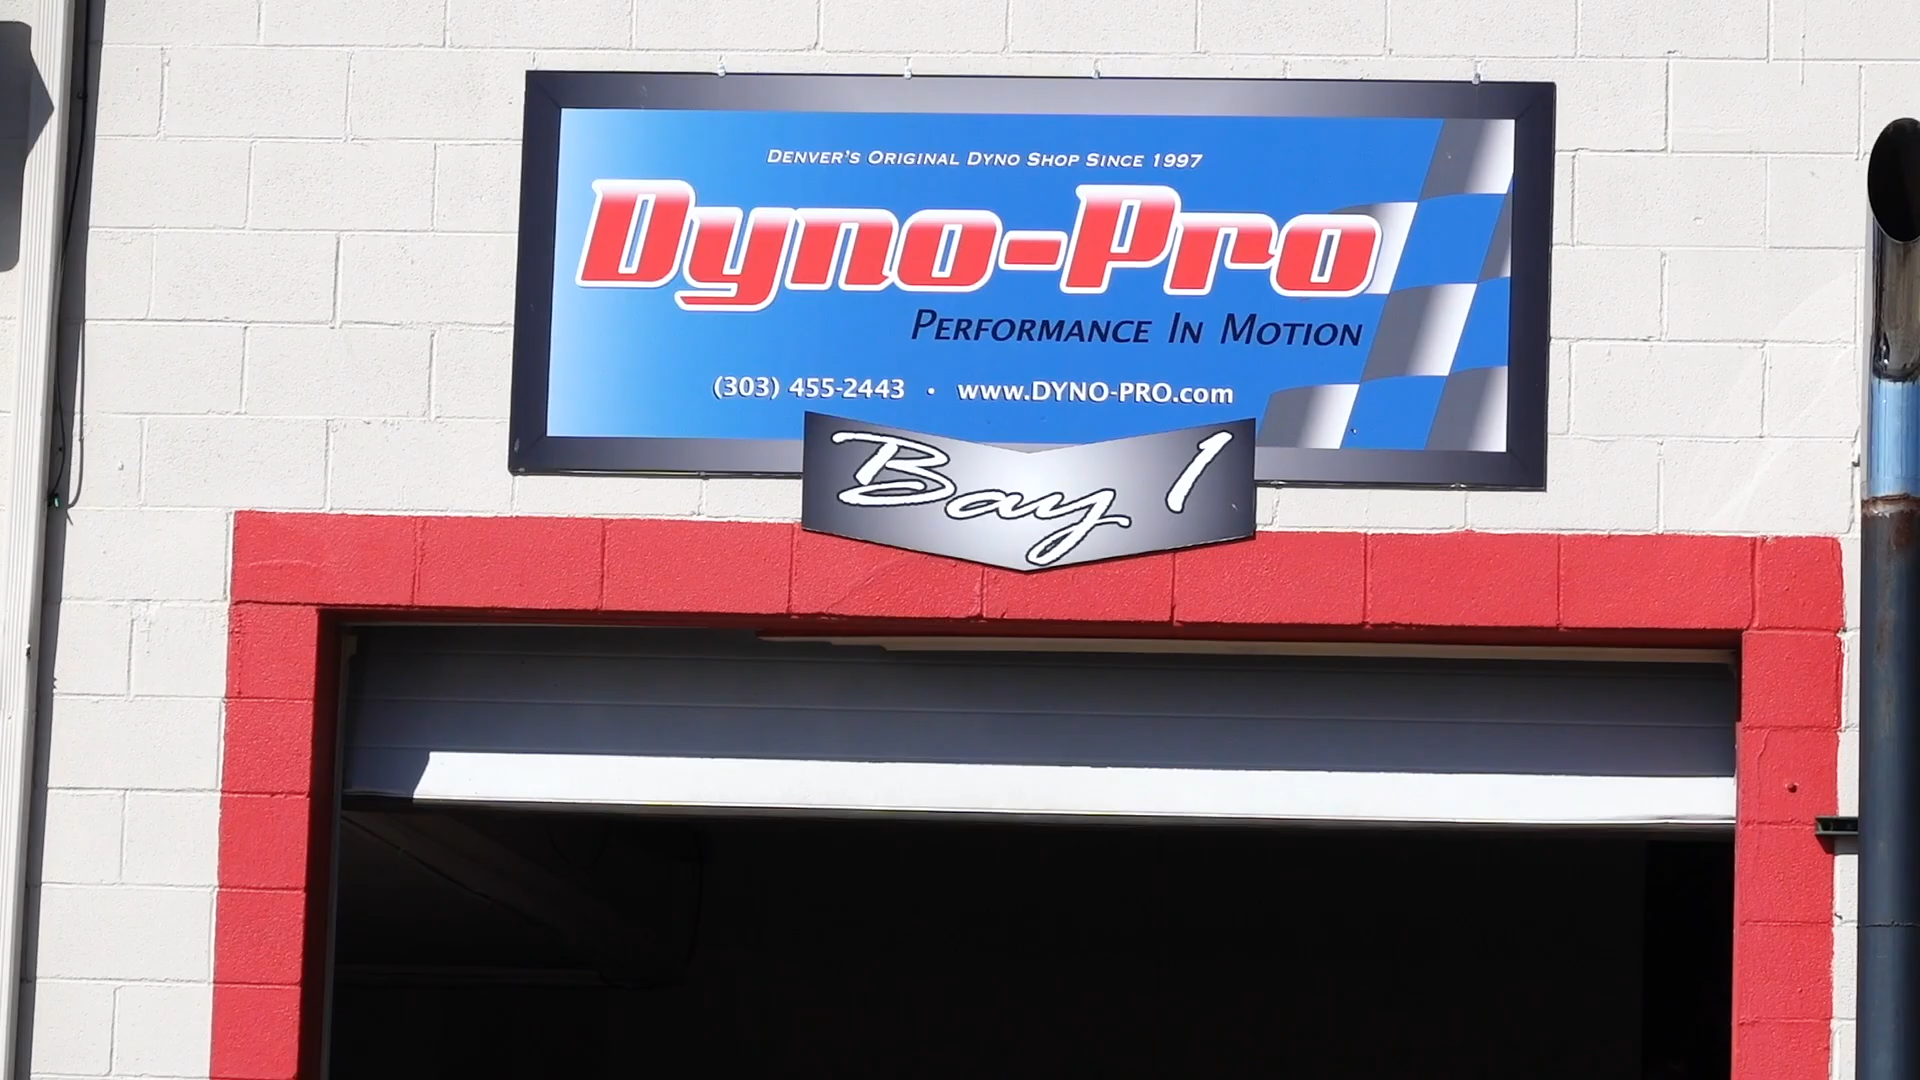 DENVER'S ORIGINAL DYNO SHOP SINCE 1997
Dyno-Pro
PERFORMANCE IN MOTION
(303) 455-2443 • www.DYNO-PRO.com
Bay 1